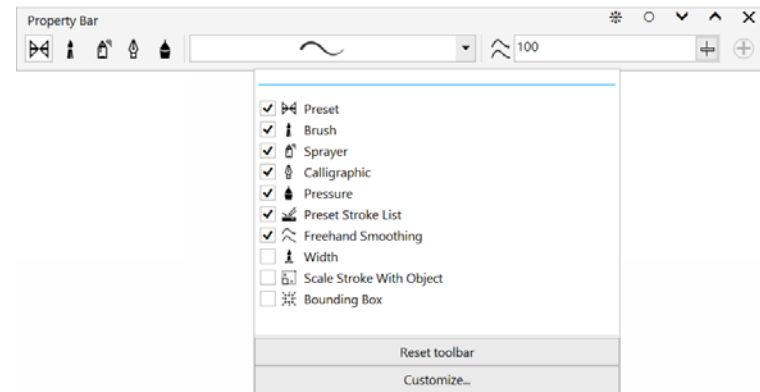 Property Bar
100
Preset
Brush
Sprayer
Calligraphic
Pressure
Preset Stroke List
Freehand Smoothing
Width
Scale Stroke With Object
Bounding Box
Reset toolbar
Customize...